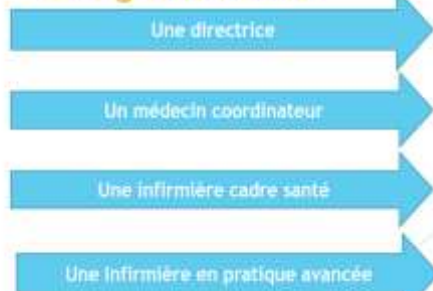 Une directrice
Un médecin coordinateur
Une infirmière cadre santé
Une Infirmière en pratique avancée